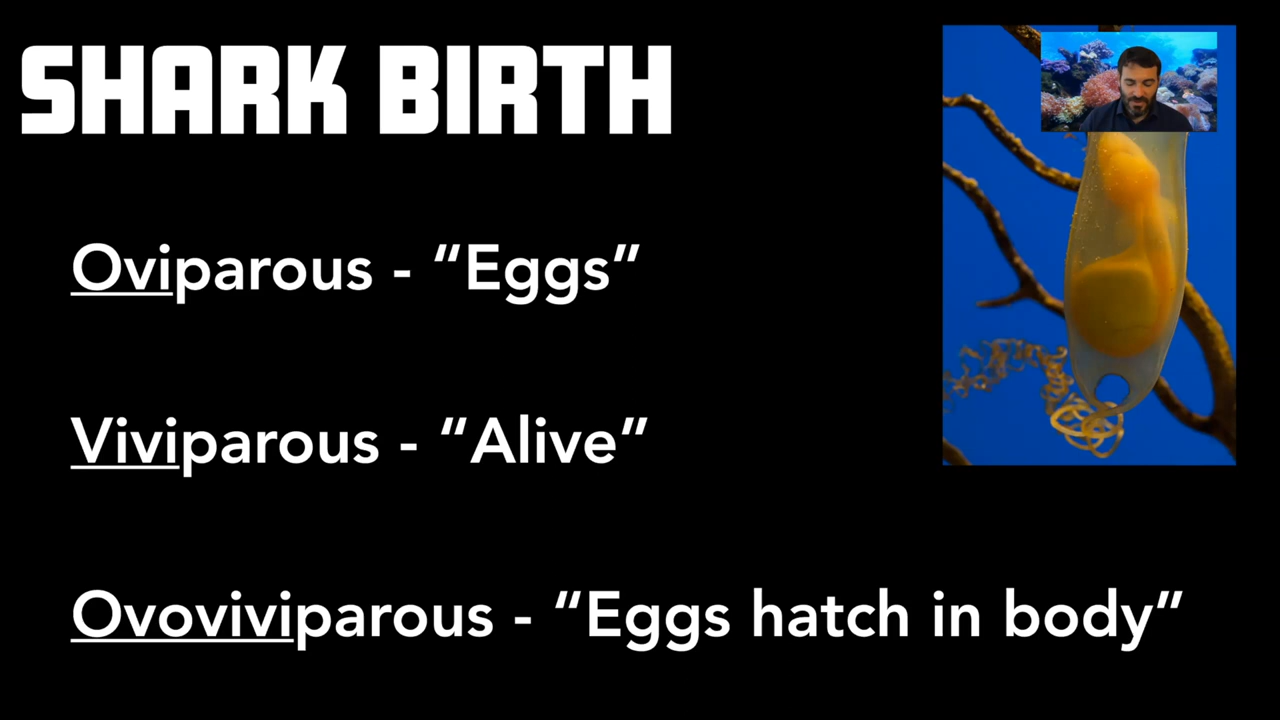 SHARK BIRTH
Oviparous - “Eggs”
Viviparous - “Alive”
Ovoviviparous - “Eggs hatch in body”